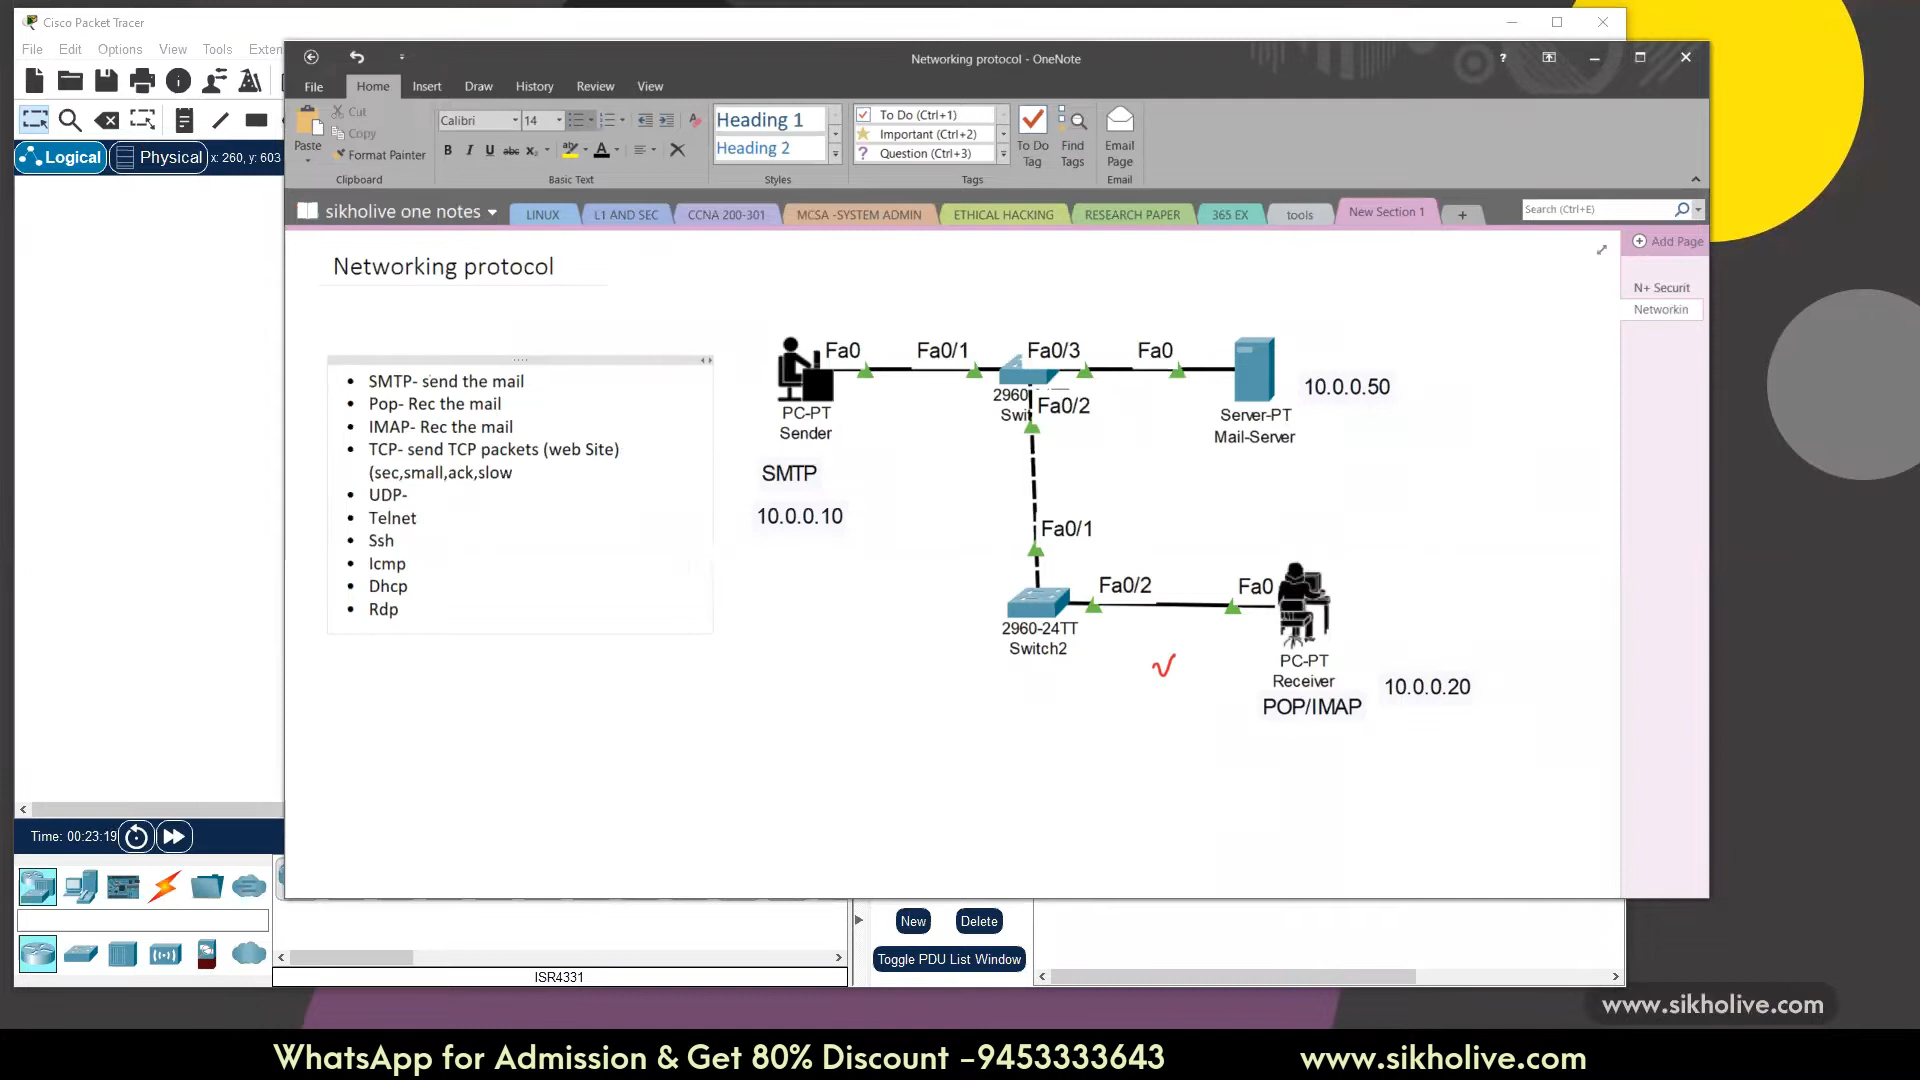 Cisco Packet Tracer
File Edit Options View Tools Exten
Logical Physical x: 260, y: 603
Networking protocol - OneNote
File Home Insert Draw History Review View
Paste
Cut
Copy
Format Painter
Clipboard
Calibri 14
B I U abc x₂ A
Basic Text
Heading 1
Heading 2
Styles
To Do (Ctrl+1)
Important (Ctrl+2)
Question (Ctrl+3)
To Do Tag
Find Tags
Tags
Email Page
Email
sikholive one notes
LINUX L1 AND SEC CCNA 200-301 MCSA -SYSTEM ADMIN ETHICAL HACKING RESEARCH PAPER 365 EX tools New Section 1 +
Search (Ctrl+E)
Add Page
N+ Securit
Networkin
Networking protocol
• SMTP- send the mail
• Pop- Rec the mail
• IMAP- Rec the mail
• TCP- send TCP packets (web Site)
(sec,small,ack,slow
• UDP-
• Telnet
• Ssh
• Icmp
• Dhcp
• Rdp
Fa0 Fa0/1 Fa0/3 Fa0
PC-PT
Sender
2960
Swi
Fa0/2
Server-PT
Mail-Server
10.0.0.50
SMTP
10.0.0.10
Fa0/1
Fa0/2 Fa0
2960-24TT
Switch2
PC-PT
Receiver
POP/IMAP
10.0.0.20
Time: 00:23:19
New Delete
Toggle PDU List Window
ISR4331
www.sikholive.com
WhatsApp for Admission & Get 80% Discount –9453333643 www.sikholive.com